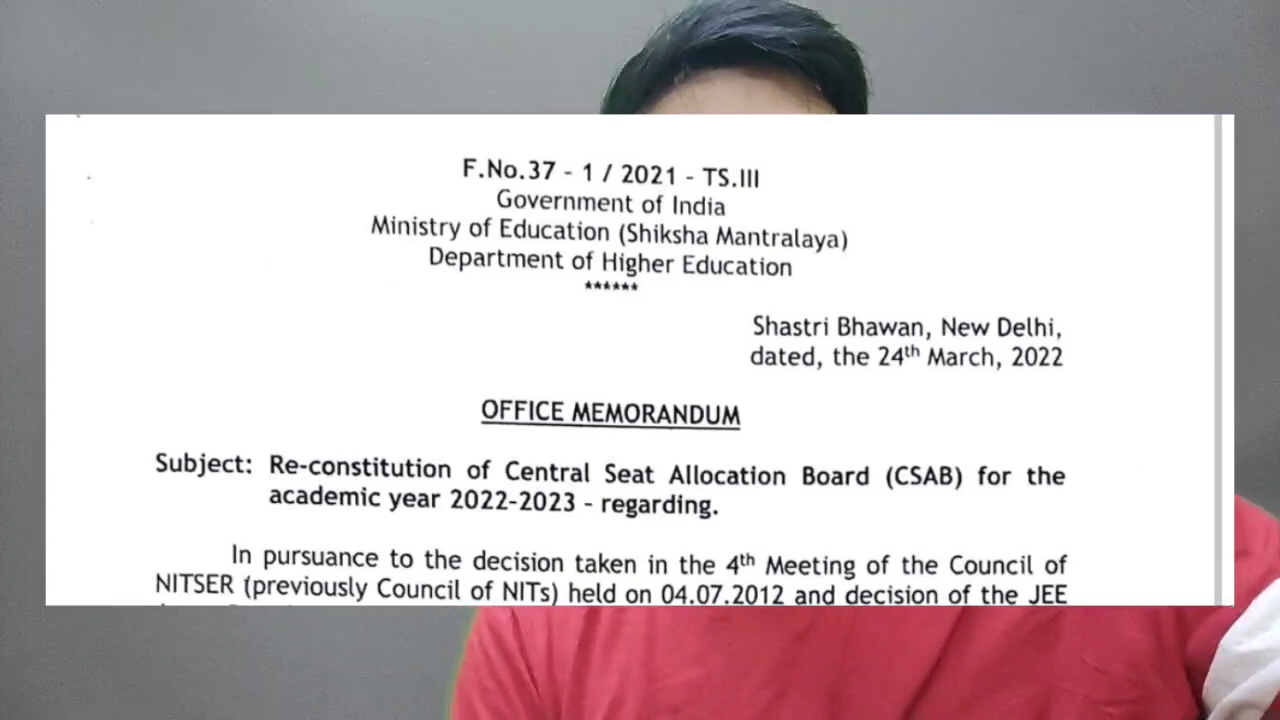 F.No.37 - 1 / 2021 - TS.III
Government of India
Ministry of Education (Shiksha Mantralaya)
Department of Higher Education
******
Shastri Bhawan, New Delhi,
dated, the 24th March, 2022
OFFICE MEMORANDUM
Subject: Re-constitution of Central Seat Allocation Board (CSAB) for the
academic year 2022-2023 - regarding.
In pursuance to the decision taken in the 4th Meeting of the Council of
NITSER (previously Council of NITs) held on 04.07.2012 and decision of the JEE